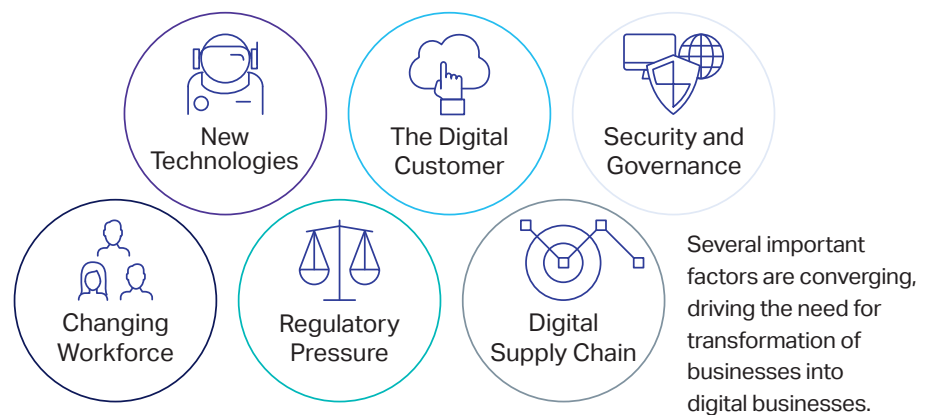 New
Technologies
The Digital
Customer
Security and
Governance
Changing
Workforce
Regulatory
Pressure
Digital
Supply Chain
Several important
factors are converging,
driving the need for
transformation of
businesses into
digital businesses.